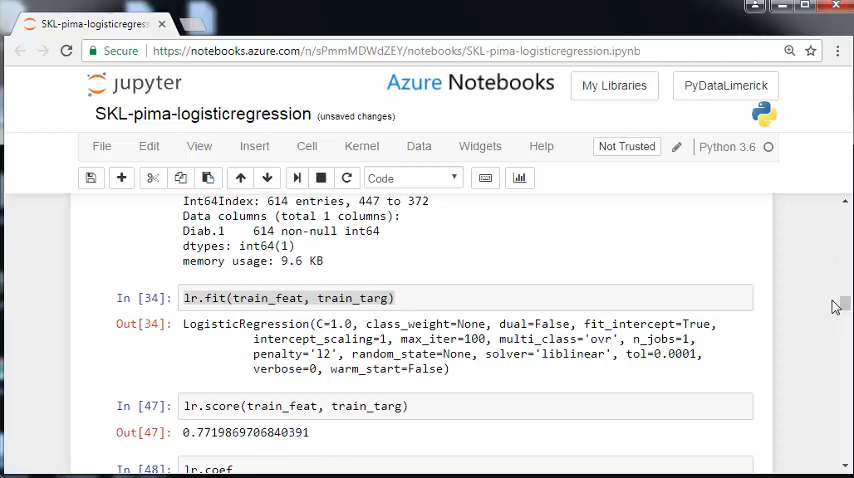 SKL-pima-logisticregress
Secure https://notebooks.azure.com/n/sPmmMDWdZEY/notebooks/SKL-pima-logisticregression.ipynb
jupyter
Azure Notebooks
My Libraries
PyDataLimerick
SKL-pima-logisticregression (unsaved changes)
File Edit View Insert Cell Kernel Data Widgets Help Not Trusted Python 3.6
Code
Int64Index: 614 entries, 447 to 372
Data columns (total 1 columns):
Diab.1 614 non-null int64
dtypes: int64(1)
memory usage: 9.6 KB
In [34]: lr.fit(train_feat, train_targ)
Out[34]: LogisticRegression(C=1.0, class_weight=None, dual=False, fit_intercept=True,
intercept_scaling=1, max_iter=100, multi_class='ovr', n_jobs=1,
penalty='l2', random_state=None, solver='liblinear', tol=0.0001,
verbose=0, warm_start=False)
In [47]: lr.score(train_feat, train_targ)
Out[47]: 0.7719869706840391
In [48]: lr.coef